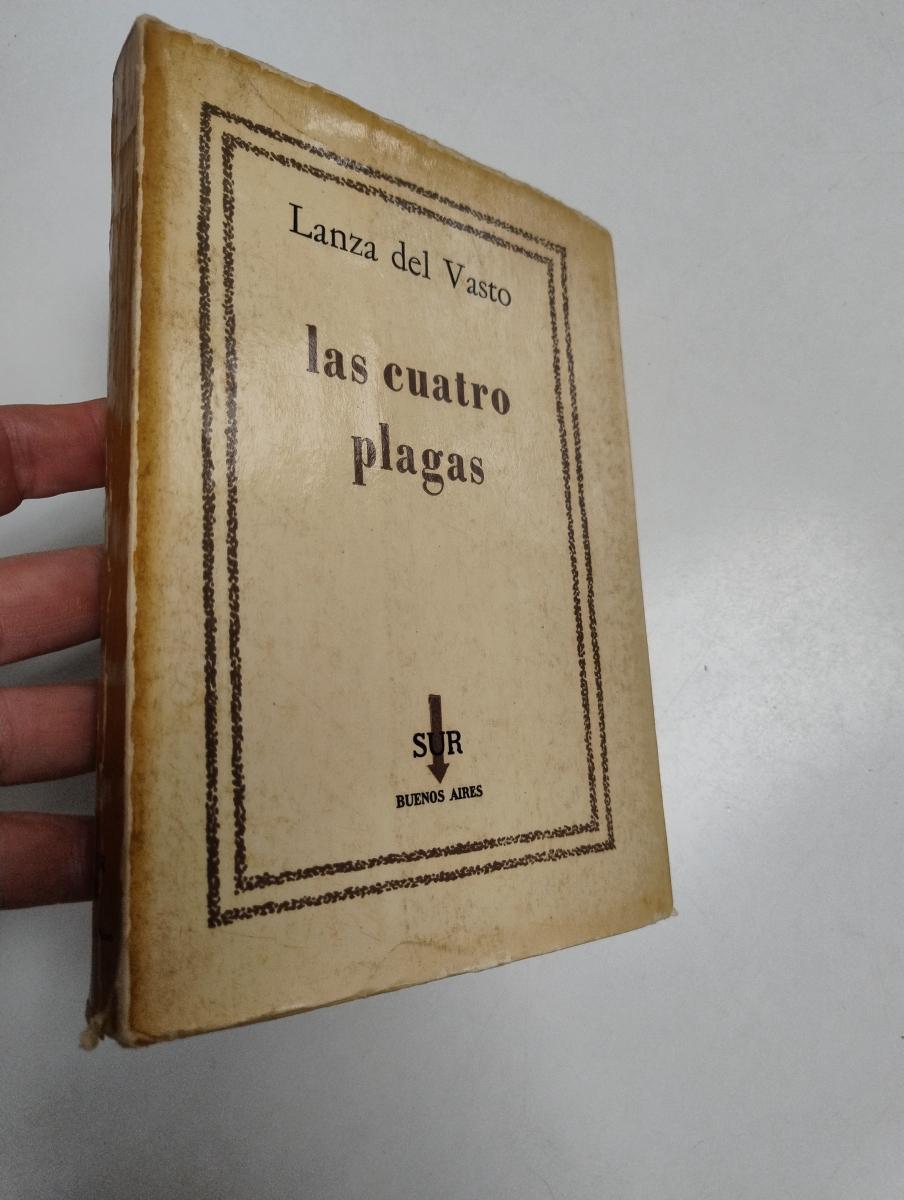 Lanza del Vasto
las cuatro
plagas
SUR
BUENOS AIRES